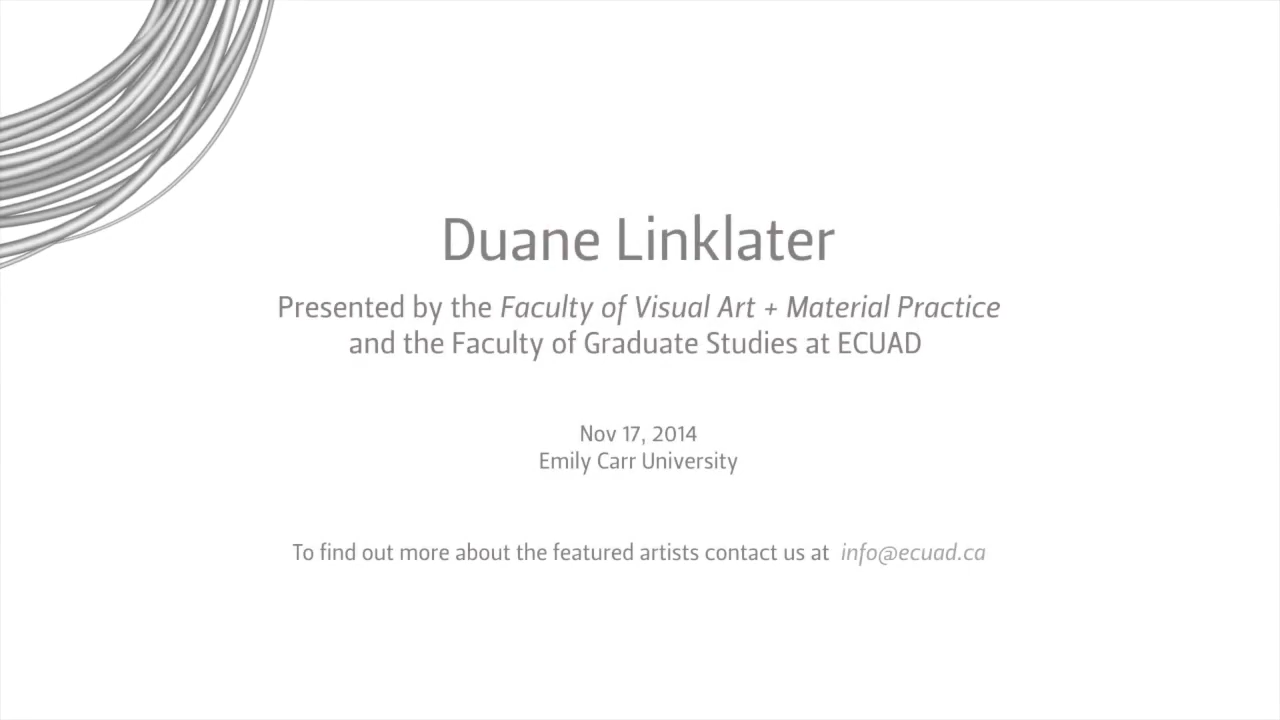 Duane Linklater
Presented by the Faculty of Visual Art + Material Practice
and the Faculty of Graduate Studies at ECUAD
Nov 17, 2014
Emily Carr University
To find out more about the featured artists contact us at info@ecuad.ca